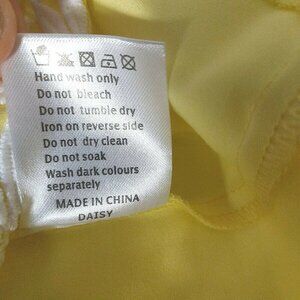 Hand wash only
Do not bleach
Do not tumble dry
Iron on reverse side
Do not dry clean
Do not soak
Wash dark colours
separately
MADE IN CHINA
DAISY